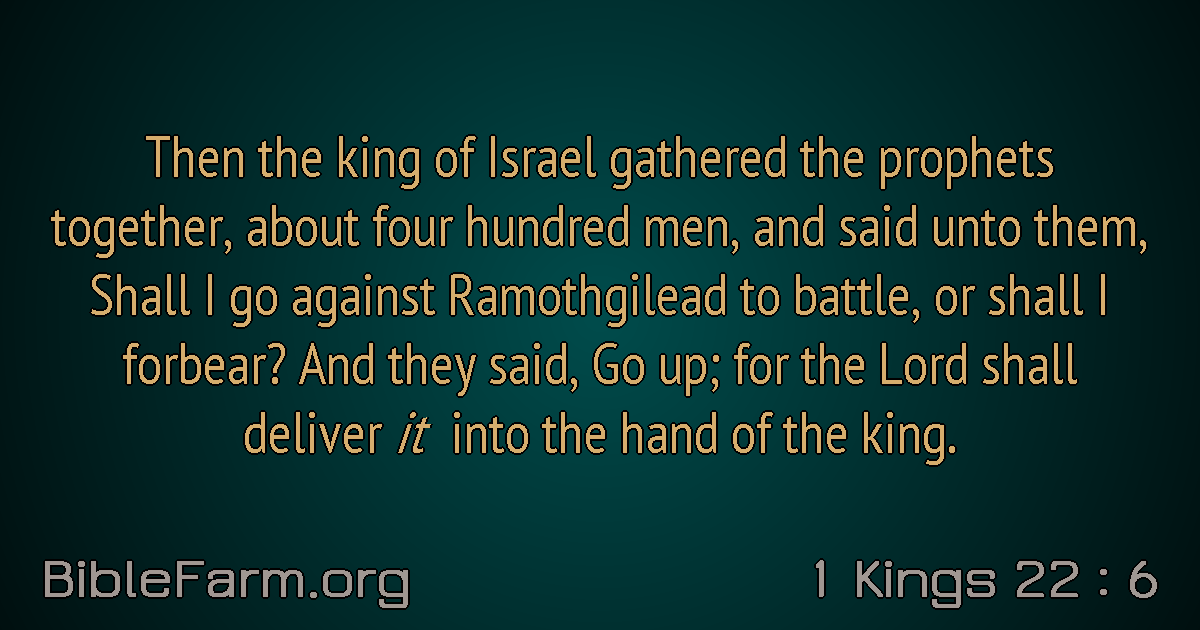 Then the king of Israel gathered the prophets
together, about four hundred men, and said unto them,
Shall I go against Ramothgilead to battle, or shall I
forbear? And they said, Go up; for the Lord shall
deliver it into the hand of the king.
BibleFarm.org
1 Kings 22 : 6